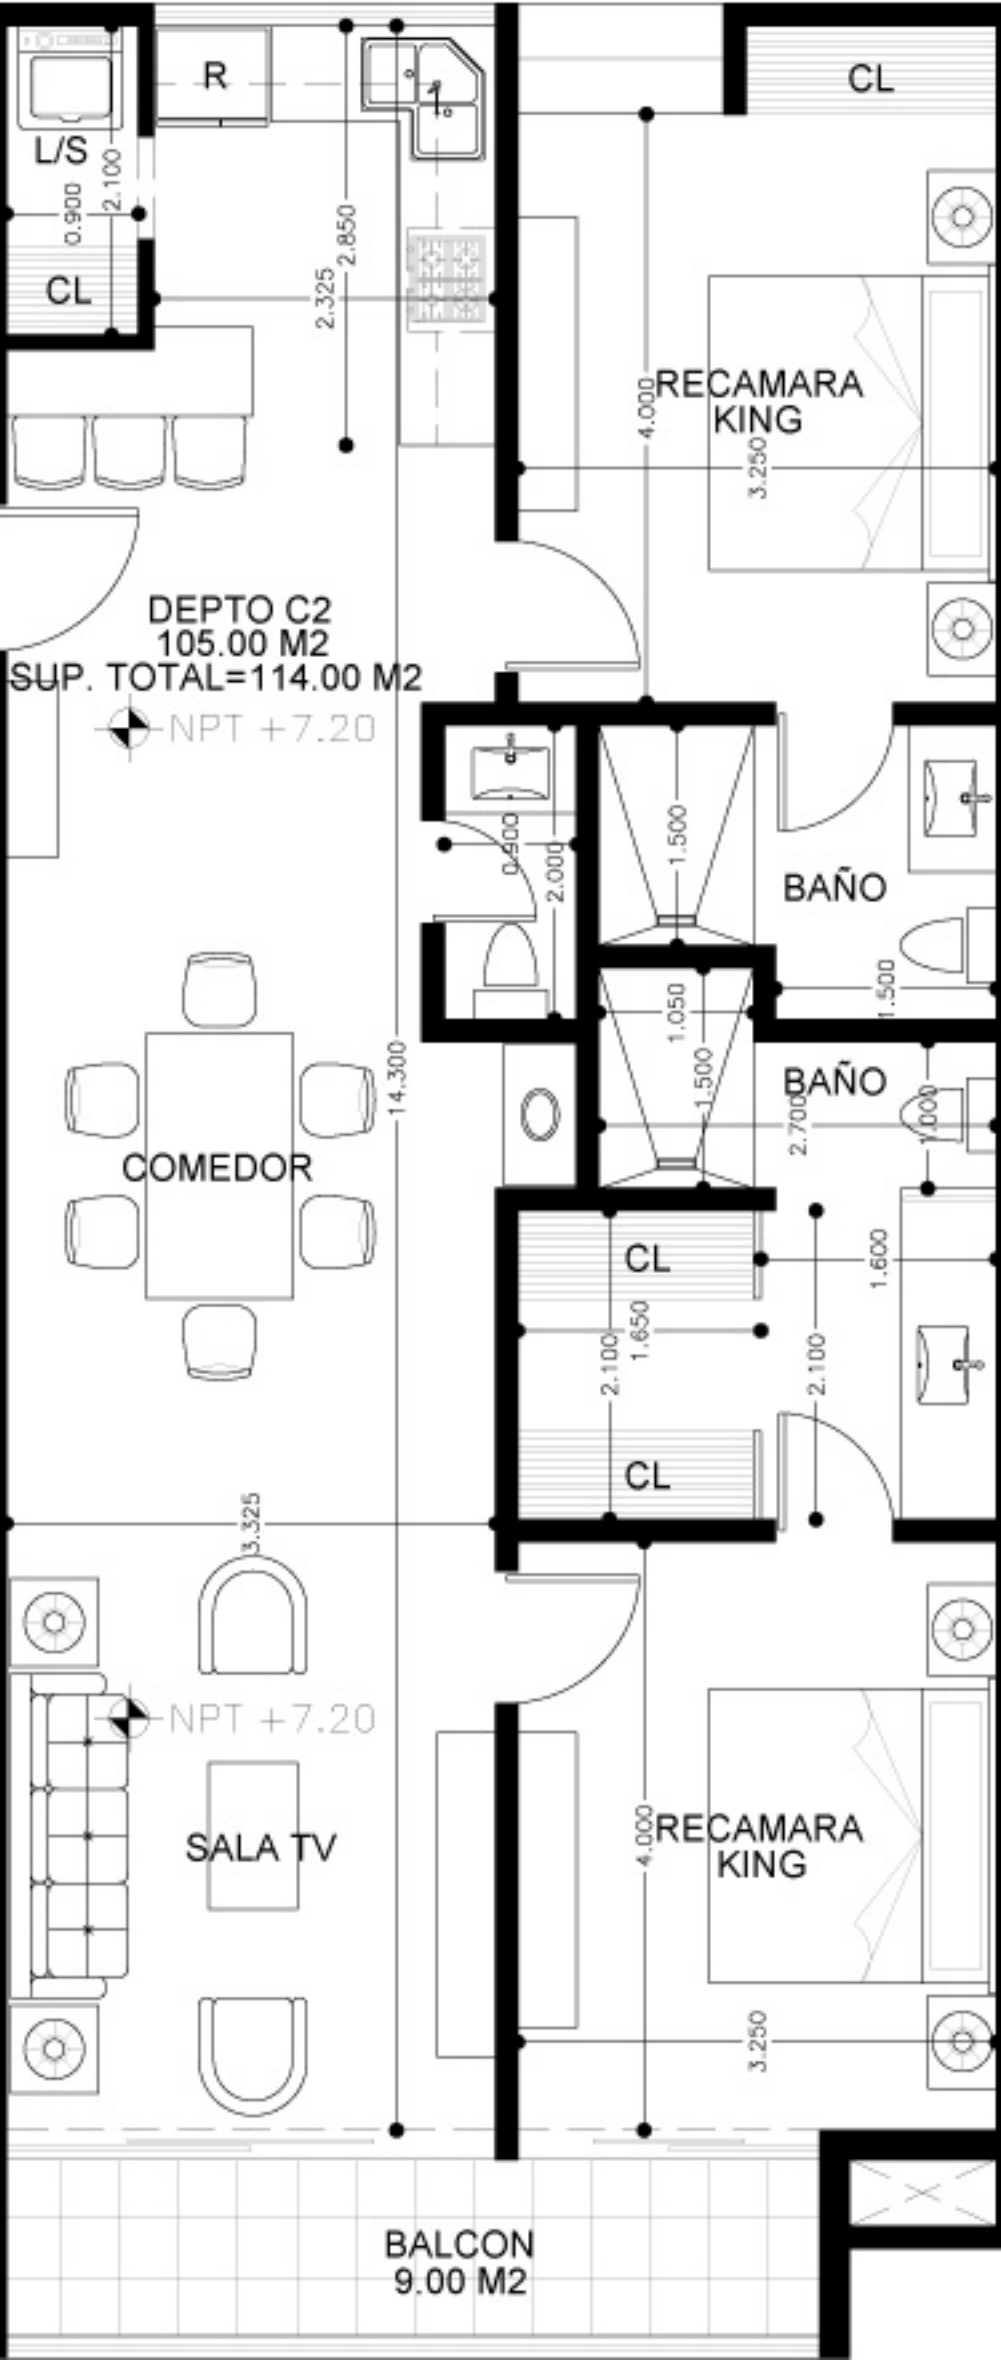 R
CL
L/S
2.100
0.900
2.850
2.325
CL
4.000
RECAMARA
KING
3.250
DEPTO C2
105.00 M2
SUP. TOTAL=114.00 M2
NPT +7.20
0.900
2.000
1.500
BAÑO
1.500
1.050
14.300
1.500
BAÑO
2.700
1.000
COMEDOR
CL
1.600
1.650
2.100
2.100
CL
3.325
NPT +7.20
SALA TV
4.000
RECAMARA
KING
3.250
BALCON
9.00 M2